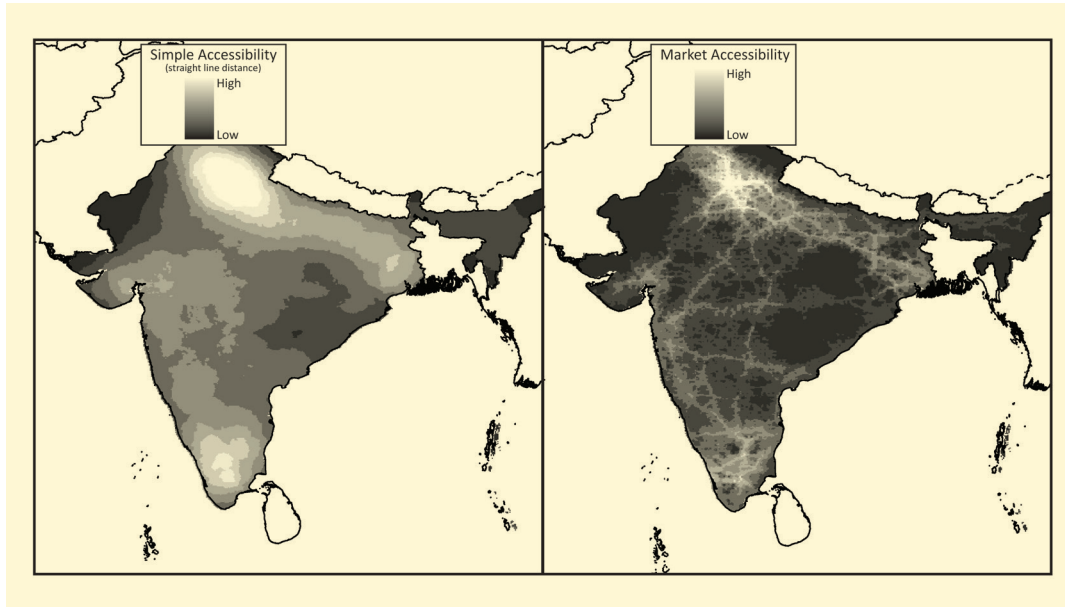 Simple Accessibility
(straight line distance)
High
Low
Market Accessibility
High
Low